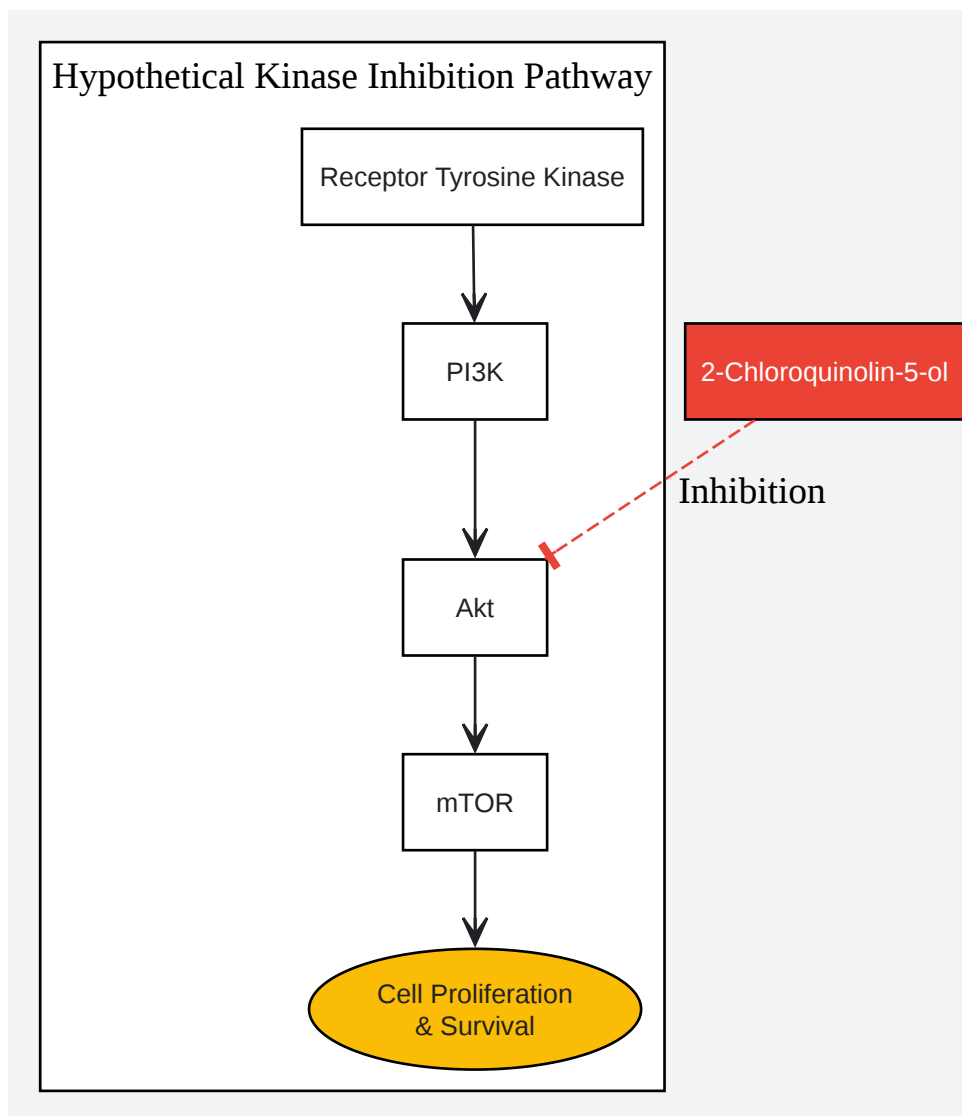 Hypothetical Kinase Inhibition Pathway
Receptor Tyrosine Kinase
PI3K
2-Chloroquinolin-5-ol
Inhibition
Akt
mTOR
Cell Proliferation
& Survival